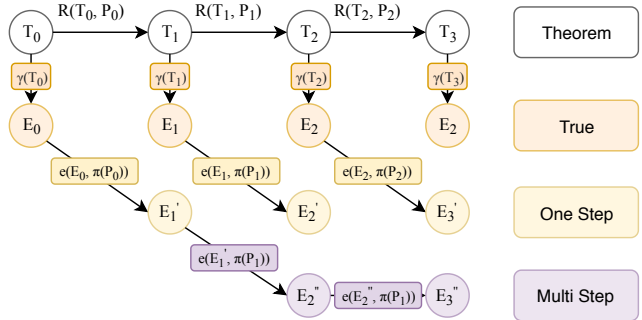 R(T₀, P₀) R(T₁, P₁) R(T₂, P₂)
T₀ T₁ T₂ T₃ Theorem
γ(T₀) γ(T₁) γ(T₂) γ(T₃)
E₀ E₁ E₂ E₂ True
e(E₀, π(P₀)) e(E₁, π(P₁)) e(E₂, π(P₂))
E₁' E₂' E₃' One Step
e(E₁', π(P₁))
E₂" e(E₂", π(P₁)) E₃" Multi Step